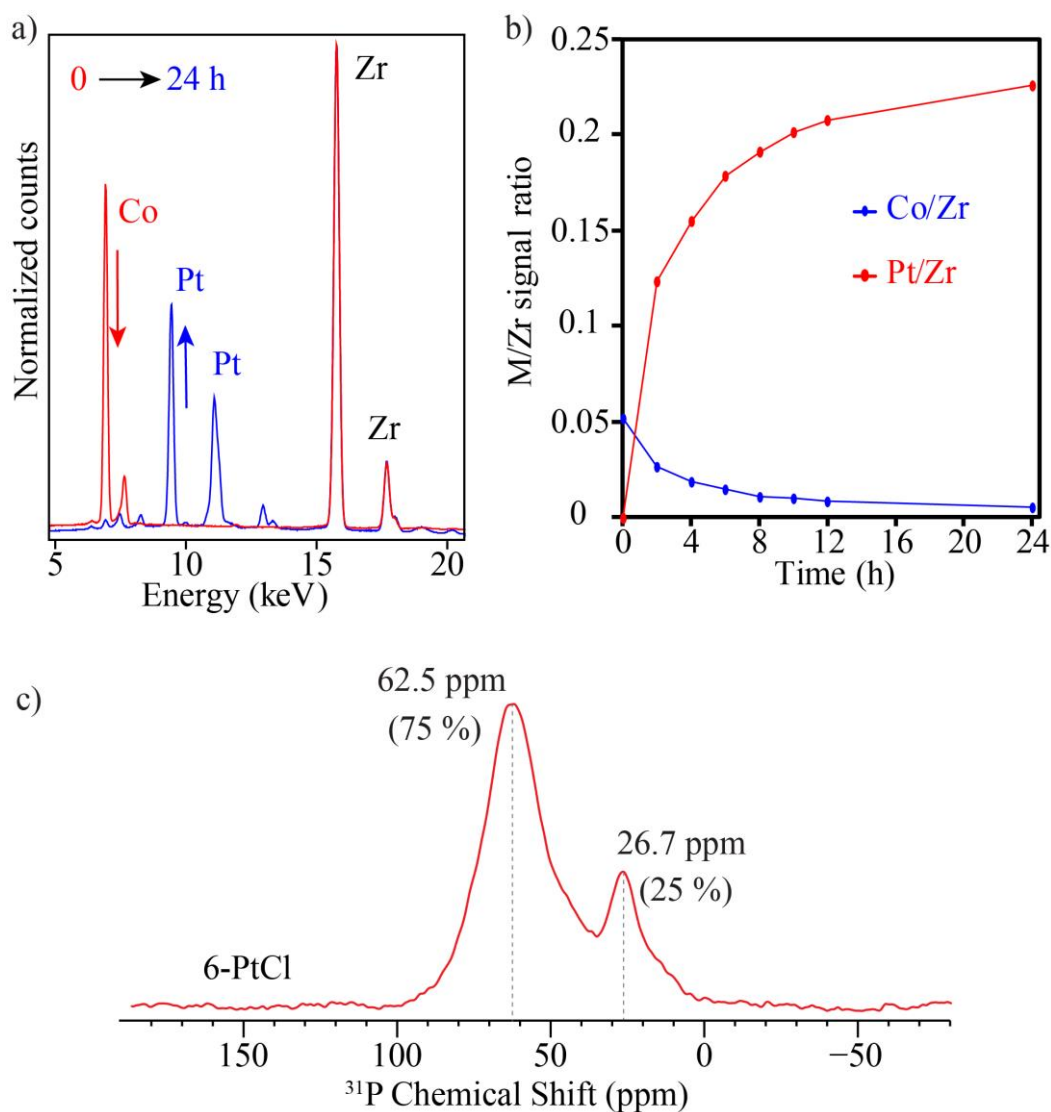 a)
0 → 24 h
Co
Pt
Pt
Zr
Zr
Normalized counts
5 10 15 20
Energy (keV)
b)
0.25
0.2
0.15
0.1
0.05
0
M/Zr signal ratio
Co/Zr
Pt/Zr
0 4 8 12 16 20 24
Time (h)
c)
62.5 ppm
(75 %)
26.7 ppm
(25 %)
6-PtCl
150 100 50 0 −50
³¹P Chemical Shift (ppm)